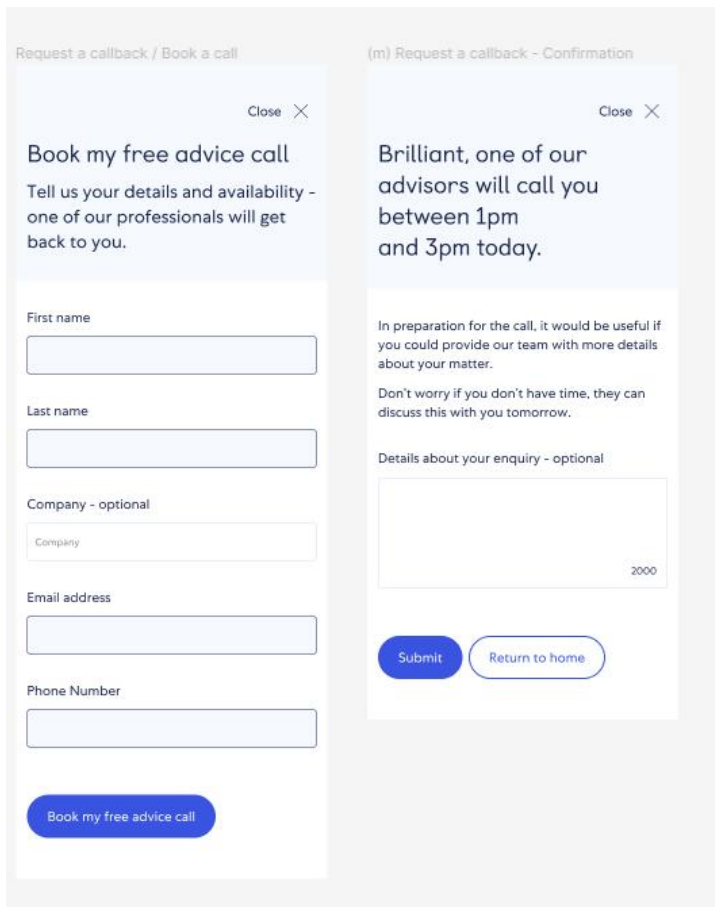 Request a callback / Book a call
Close
Book my free advice call
Tell us your details and availability -
one of our professionals will get
back to you.
First name
Last name
Company - optional
Company
Email address
Phone Number
Book my free advice call
(m) Request a callback - Confirmation
Close
Brilliant, one of our
advisors will call you
between 1pm
and 3pm today.
In preparation for the call, it would be useful if
you could provide our team with more details
about your matter.
Don't worry if you don't have time, they can
discuss this with you tomorrow.
Details about your enquiry - optional
2000
Submit
Return to home